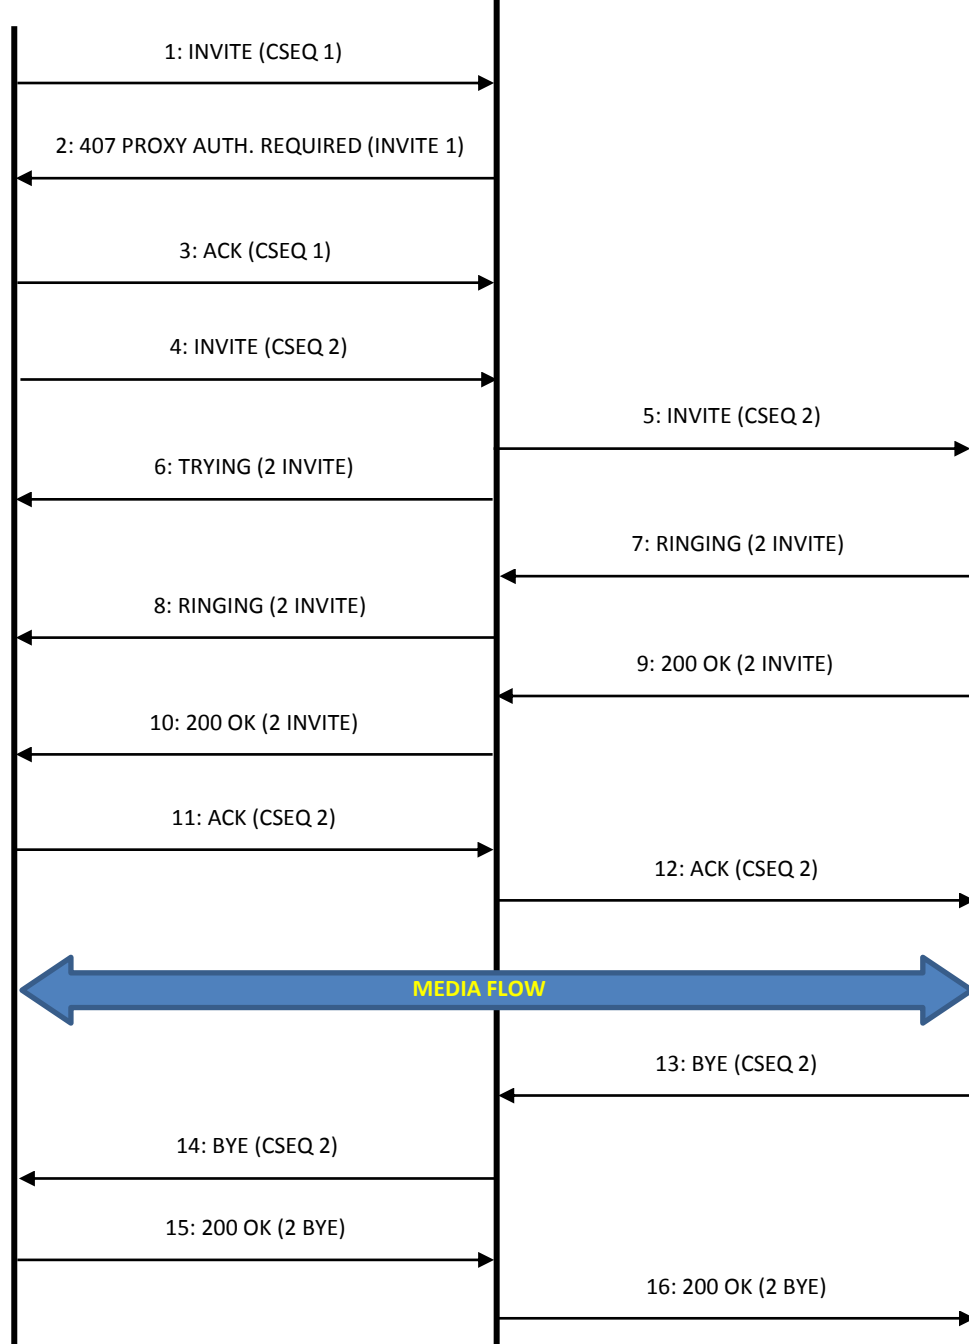 1: INVITE (CSEQ 1)
2: 407 PROXY AUTH. REQUIRED (INVITE 1)
3: ACK (CSEQ 1)
4: INVITE (CSEQ 2)
5: INVITE (CSEQ 2)
6: TRYING (2 INVITE)
7: RINGING (2 INVITE)
8: RINGING (2 INVITE)
9: 200 OK (2 INVITE)
10: 200 OK (2 INVITE)
11: ACK (CSEQ 2)
12: ACK (CSEQ 2)
MEDIA FLOW
13: BYE (CSEQ 2)
14: BYE (CSEQ 2)
15: 200 OK (2 BYE)
16: 200 OK (2 BYE)